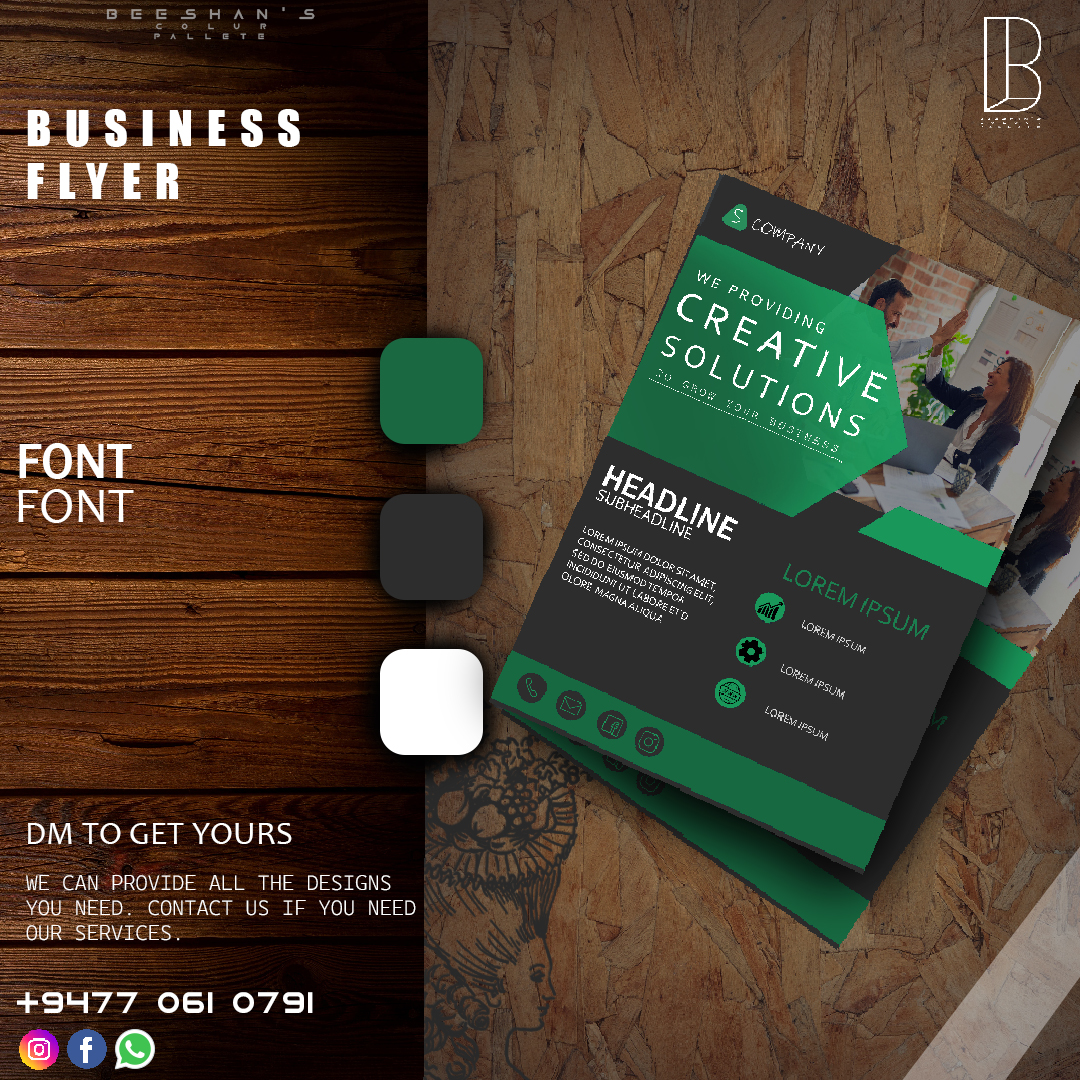 BEESHAN'S
COLUR
PALLETE
BUSINESS
FLYER
FONT
FONT
DM TO GET YOURS
WE CAN PROVIDE ALL THE DESIGNS
YOU NEED. CONTACT US IF YOU NEED
OUR SERVICES.
+9477 061 0791
B
S COMPANY
WE PROVIDING
CREATIVE
SOLUTIONS
TO GROW YOUR BUSINESS
HEADLINE
SUBHEADLINE
LOREM IPSUM DOLOR SIT AMET,
CONSECTETUR ADIPISCING ELIT,
SED DO EIUSMOD TEMPOR
INCIDIDUNT UT LABORE ET D
OLORE MAGNA ALIQUA.
LOREM IPSUM
LOREM IPSUM
LOREM IPSUM
LOREM IPSUM
M